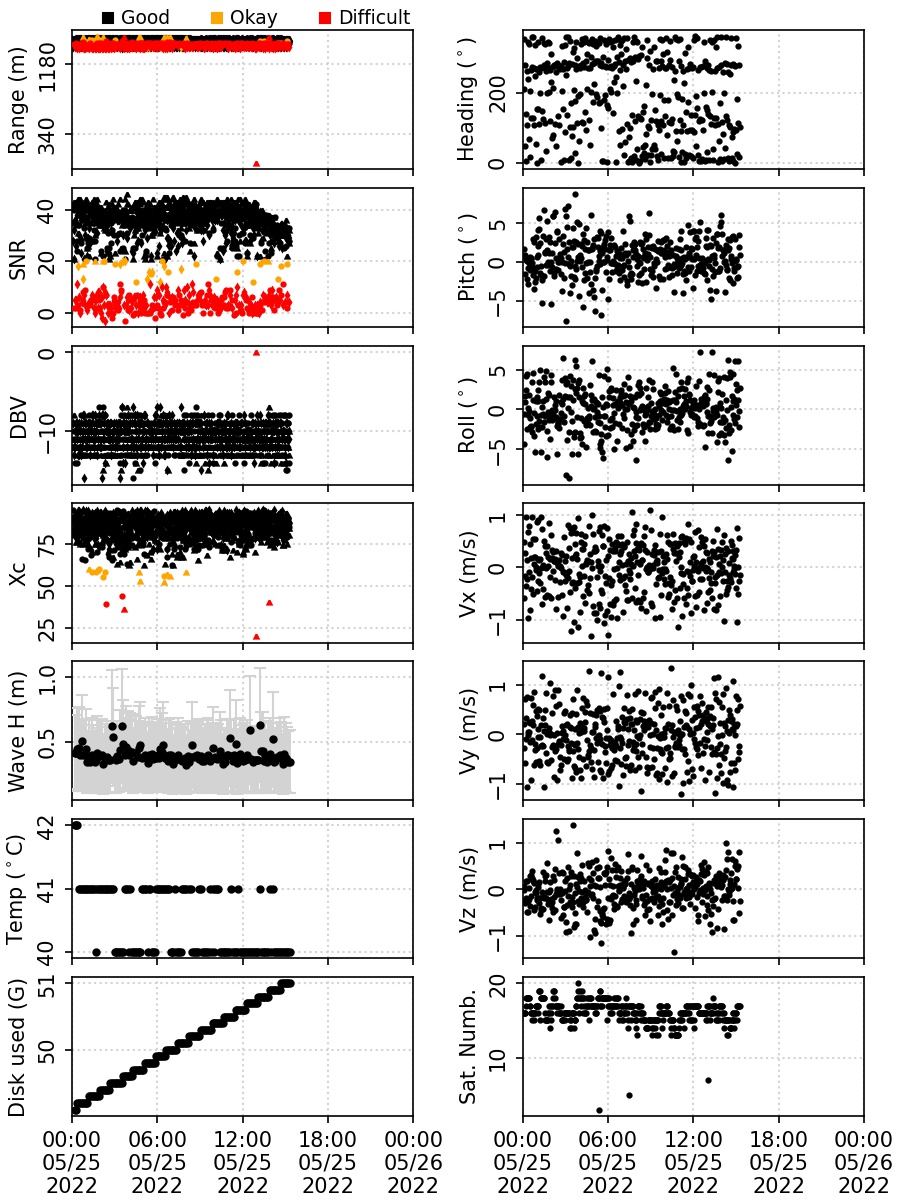 Good Okay Difficult
Range (m)
1180
340
Heading (°)
200
0
SNR
40
20
0
Pitch (°)
5
0
−5
DBV
0
−10
Roll (°)
5
0
−5
Xc
75
50
25
Vx (m/s)
1
0
−1
Wave H (m)
1.0
0.5
Vy (m/s)
1
0
−1
Temp (°C)
42
41
40
Vz (m/s)
1
0
−1
Disk used (G)
51
50
Sat. Numb.
20
10
00:00 06:00 12:00 18:00 00:00
05/25 05/25 05/25 05/25 05/26
2022 2022 2022 2022 2022
00:00 06:00 12:00 18:00 00:00
05/25 05/25 05/25 05/25 05/26
2022 2022 2022 2022 2022